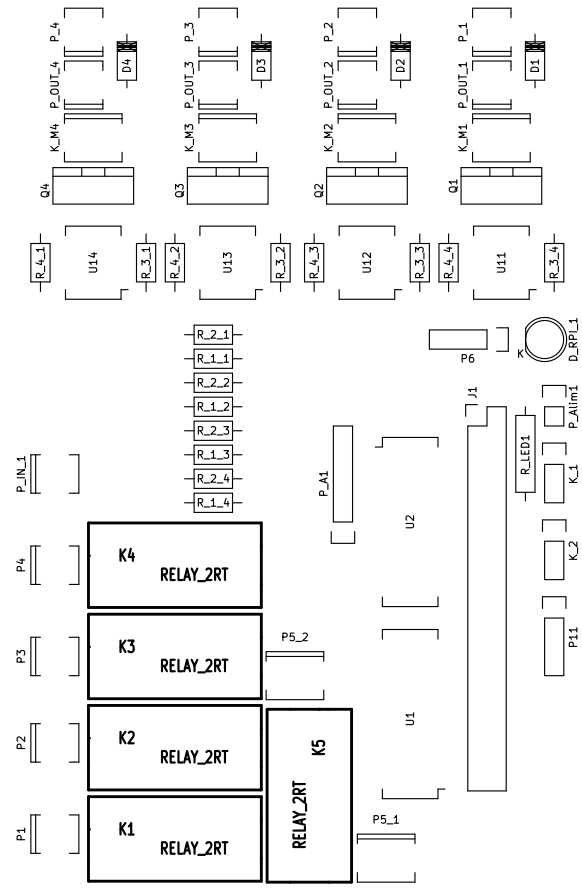 P_4
D4
P_3
D3
P_2
D2
P_1
D1
P_OUT_4
P_OUT_3
P_OUT_2
P_OUT_1
K_M4
K_M3
K_M2
K_M1
Q4
Q3
Q2
Q1
R_4_1
U14
R_3_1
R_4_2
U13
R_3_2
R_4_3
U12
R_3_3
R_4_4
U11
R_3_4
R_2_1
R_1_1
R_2_2
R_1_2
R_2_3
R_1_3
R_2_4
R_1_4
P6
K
D_RPI_1
J1
P_Alim1
R_LED1
K_1
P_IN_1
P_A1
U2
K_2
P4
K4
RELAY_2RT
P11
P3
K3
RELAY_2RT
P5_2
U1
P2
K2
RELAY_2RT
K5
RELAY_2RT
P1
K1
RELAY_2RT
P5_1